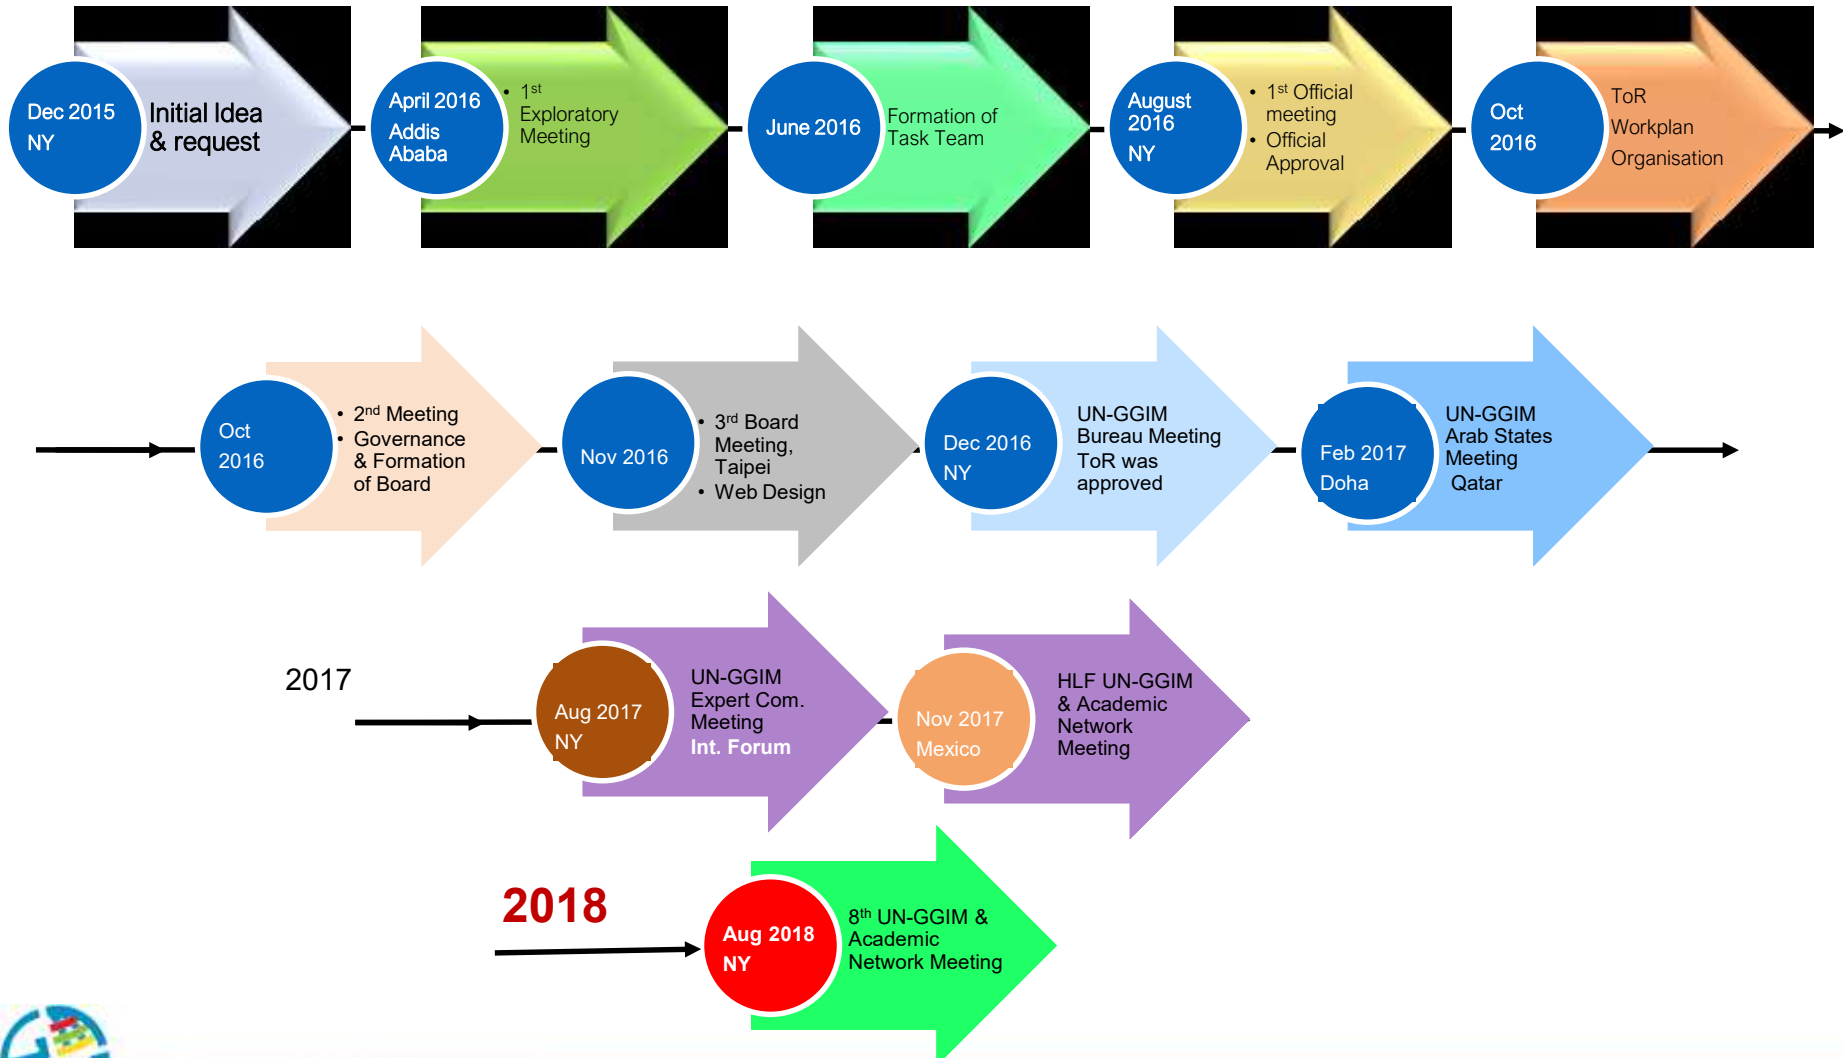 Dec 2015
NY
Initial Idea
& request
April 2016
Addis
Ababa
• 1st
Exploratory
Meeting
June 2016
Formation of
Task Team
August
2016
NY
• 1st Official
meeting
• Official
Approval
Oct
2016
ToR
Workplan
Organisation
Oct
2016
• 2nd Meeting
• Governance
& Formation
of Board
Nov 2016
• 3rd Board
Meeting,
Taipei
• Web Design
Dec 2016
NY
UN-GGIM
Bureau Meeting
ToR was
approved
Feb 2017
Doha
UN-GGIM
Arab States
Meeting
Qatar
2017
Aug 2017
NY
UN-GGIM
Expert Com.
Meeting
Int. Forum
Nov 2017
Mexico
HLF UN-GGIM
& Academic
Network
Meeting
2018
Aug 2018
NY
8th UN-GGIM &
Academic
Network Meeting